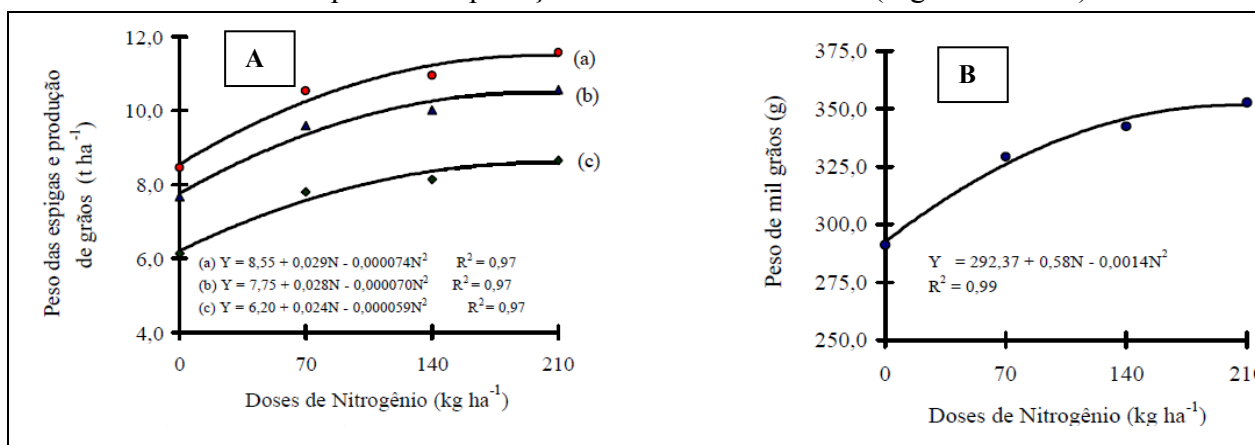 A
12,0
10,0
8,0
6,0
4,0
Peso das espigas e produção
de grãos (t ha⁻¹)
(a)
(b)
(c)
(a) Y = 8,55 + 0,029N - 0,000074N² R² = 0,97
(b) Y = 7,75 + 0,028N - 0,000070N² R² = 0,97
(c) Y = 6,20 + 0,024N - 0,000059N² R² = 0,97
0 70 140 210
Doses de Nitrogênio (kg ha⁻¹)
B
375,0
350,0
325,0
300,0
275,0
250,0
Peso de mil grãos (g)
Y = 292,37 + 0,58N - 0,0014N²
R² = 0,99
0 70 140 210
Doses de Nitrogênio (kg ha⁻¹)